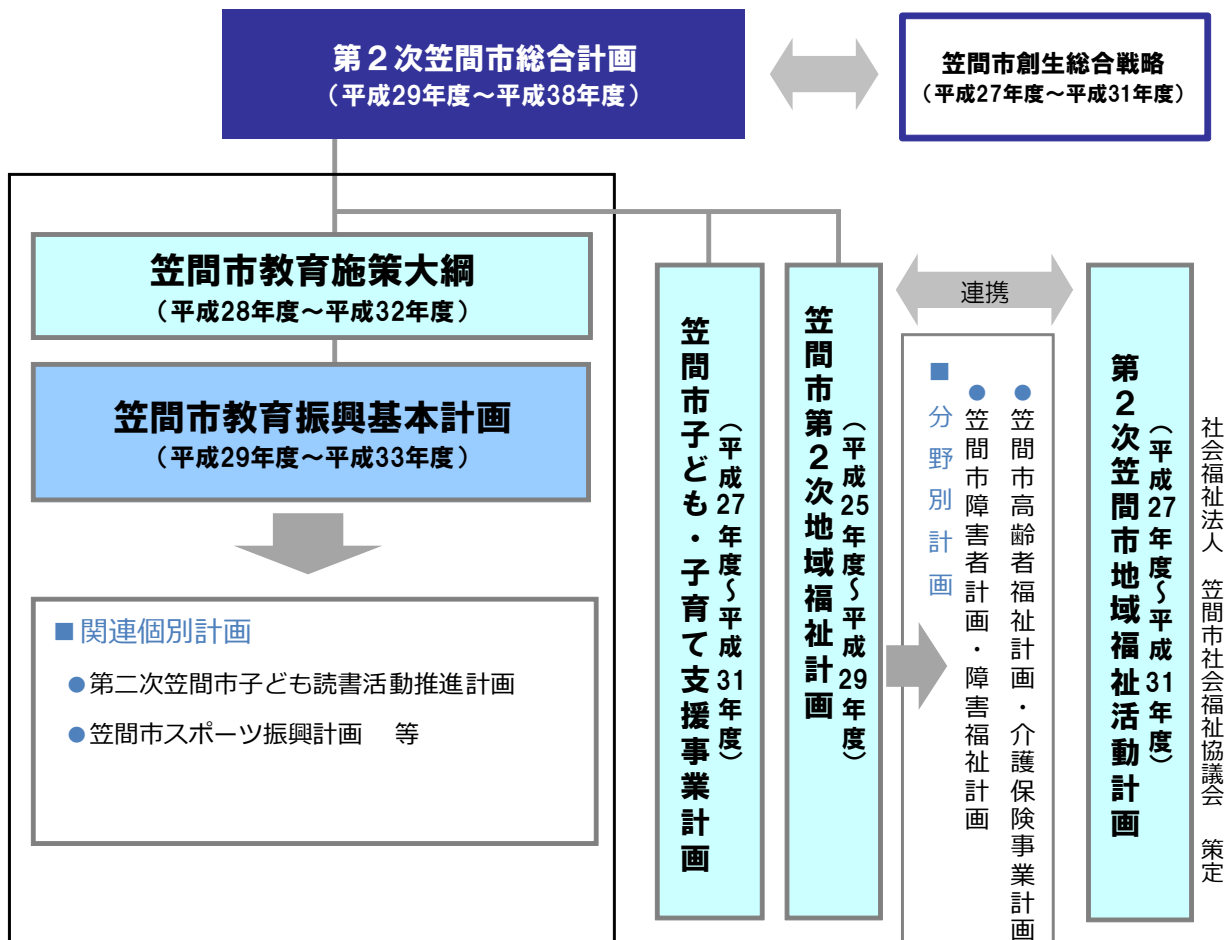 第２次笠間市総合計画
（平成29年度～平成38年度）
笠間市創生総合戦略
（平成27年度～平成31年度）
笠間市教育施策大綱
（平成28年度～平成32年度）
笠間市教育振興基本計画
（平成29年度～平成33年度）
■関連個別計画
●第二次笠間市子ども読書活動推進計画
●笠間市スポーツ振興計画　等
笠間市子ども・子育て支援事業計画
（平成27年度～平成31年度）
笠間市第２次地域福祉計画
（平成25年度～平成29年度）
連携
■分野別計画
●笠間市障害者計画・障害福祉計画
●笠間市高齢者福祉計画・介護保険事業計画
第２次笠間市地域福祉活動計画
（平成27年度～平成31年度）
社会福祉法人　笠間市社会福祉協議会　策定